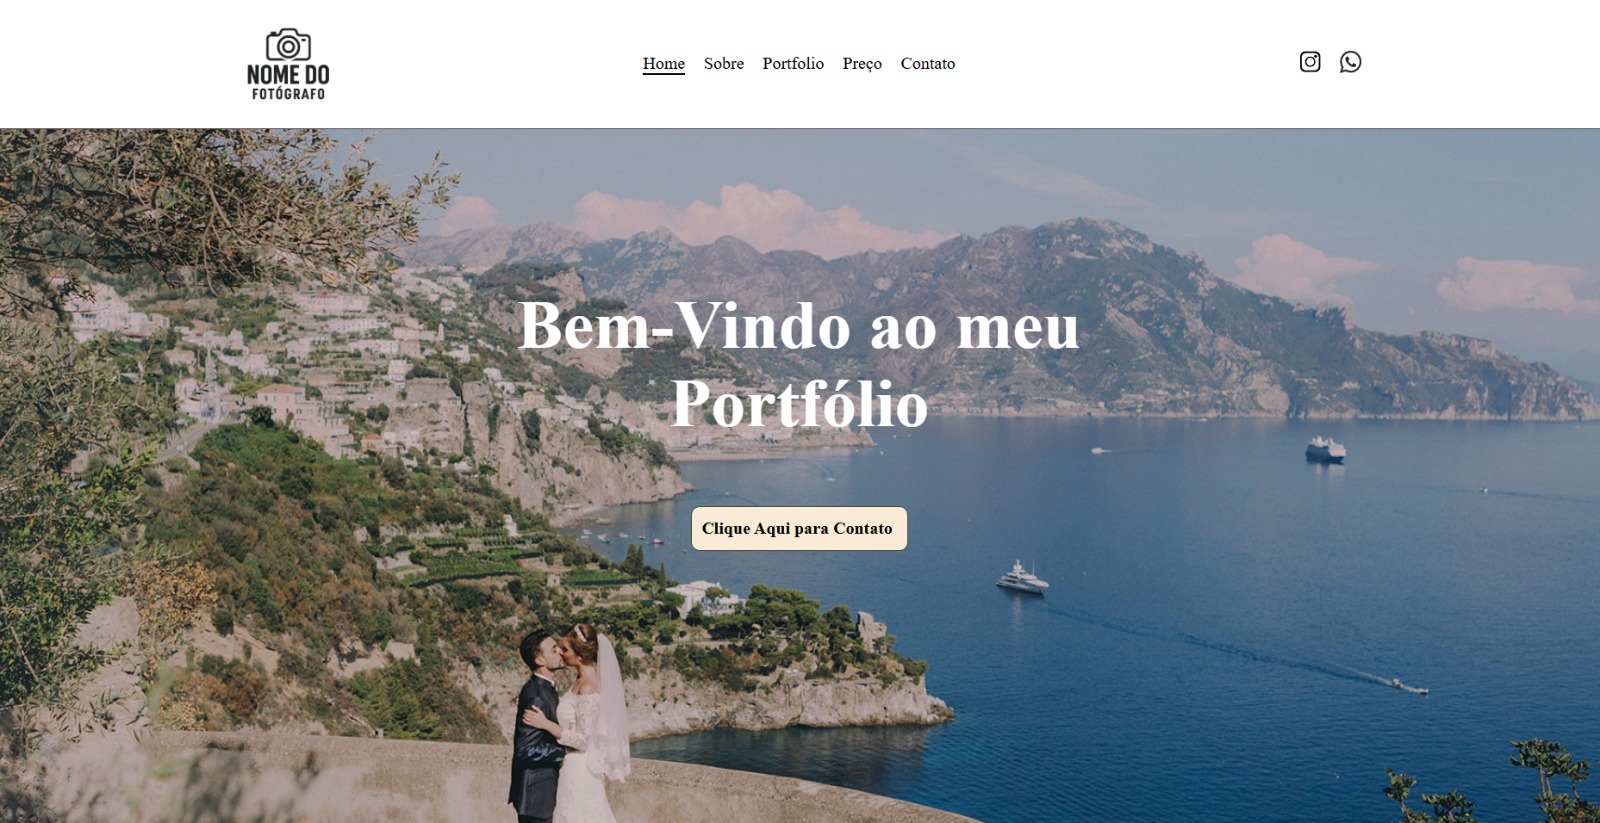 NOME DO
FOTÓGRAFO
Home Sobre Portfolio Preço Contato
Bem-Vindo ao meu
Portfólio
Clique Aqui para Contato